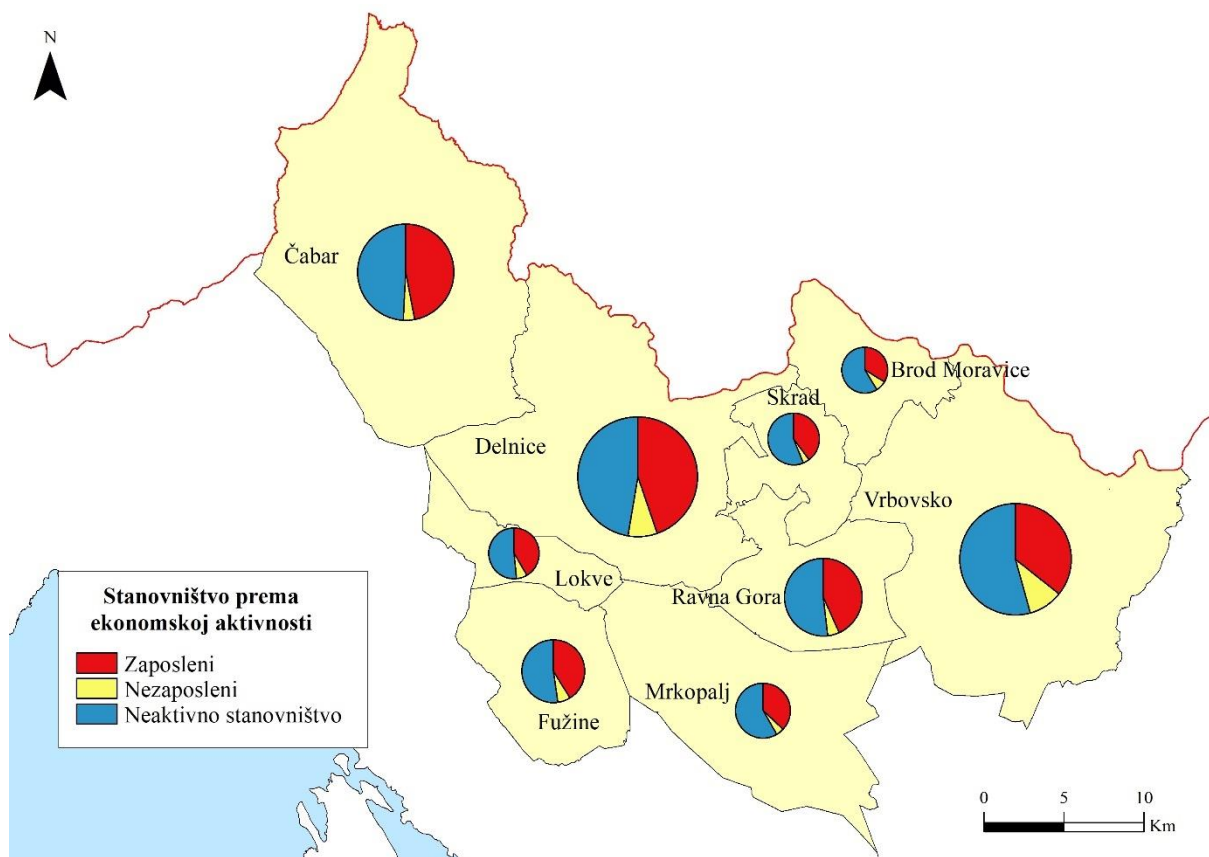 N
Čabar
Brod Moravice
Skrad
Delnice
Vrbovsko
Lokve
Ravna Gora
Mrkopalj
Fužine
Stanovništvo prema
ekonomskoj aktivnosti
Zaposleni
Nezaposleni
Neaktivno stanovništvo
0 5 10
Km